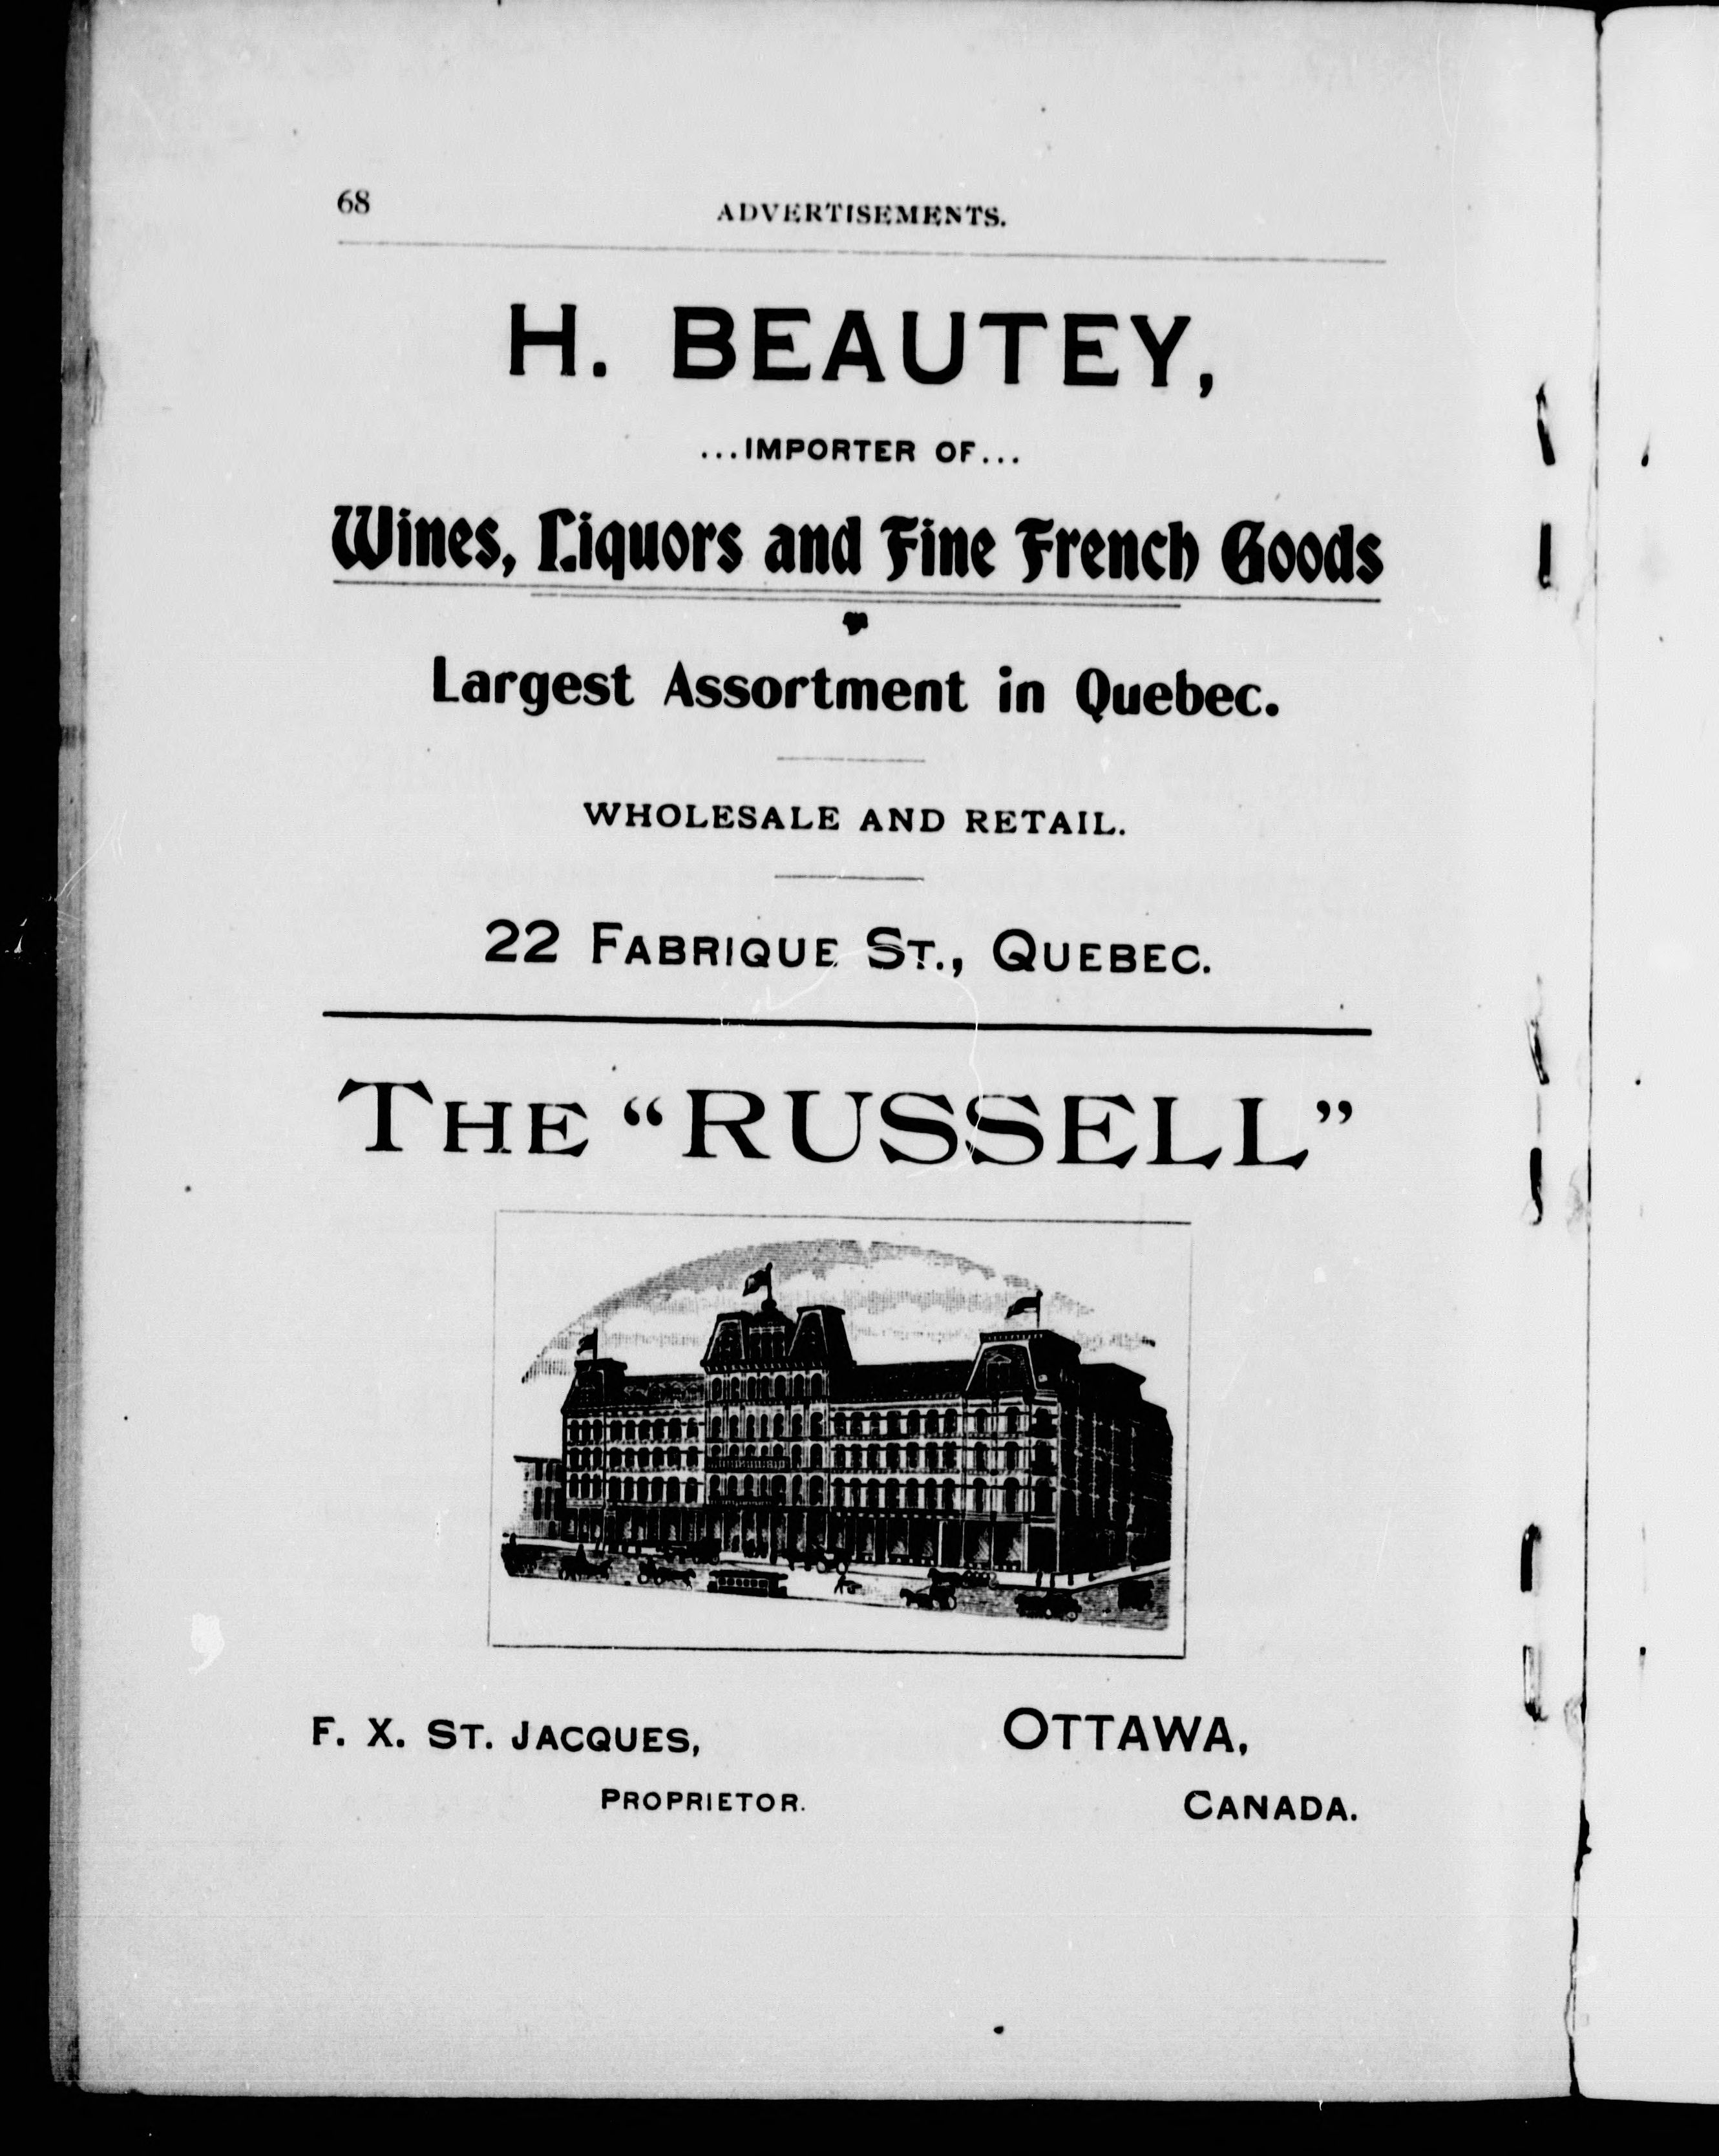 68
ADVERTISEMENTS.
H. BEAUTEY,
...IMPORTER OF...
Wines, Liquors and Fine French Goods
Largest Assortment in Quebec.
WHOLESALE AND RETAIL.
22 FABRIQUE ST., QUEBEC.
THE “RUSSELL”
F. X. ST. JACQUES,
PROPRIETOR.
OTTAWA,
CANADA.